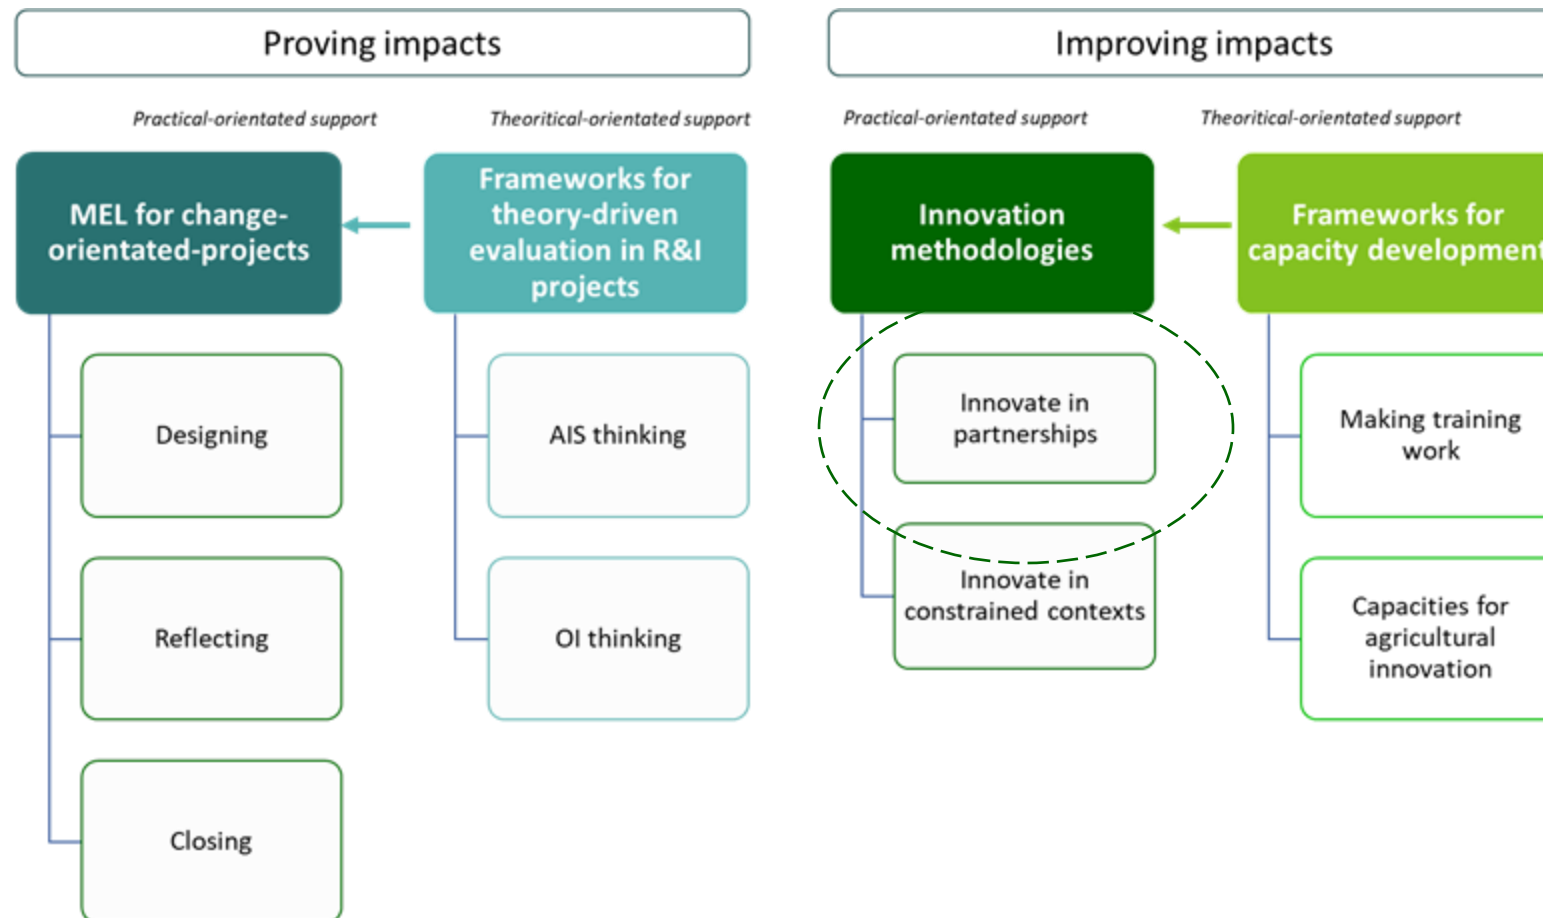 Proving impacts
Improving impacts
Practical-orientated support
Theoritical-orientated support
Practical-orientated support
Theoritical-orientated support
MEL for change-
orientated-projects
Frameworks for
theory-driven
evaluation in R&I
projects
Innovation
methodologies
Frameworks for
capacity development
Designing
AIS thinking
Innovate in
partnerships
Making training
work
Reflecting
OI thinking
Innovate in
constrained contexts
Capacities for
agricultural
innovation
Closing